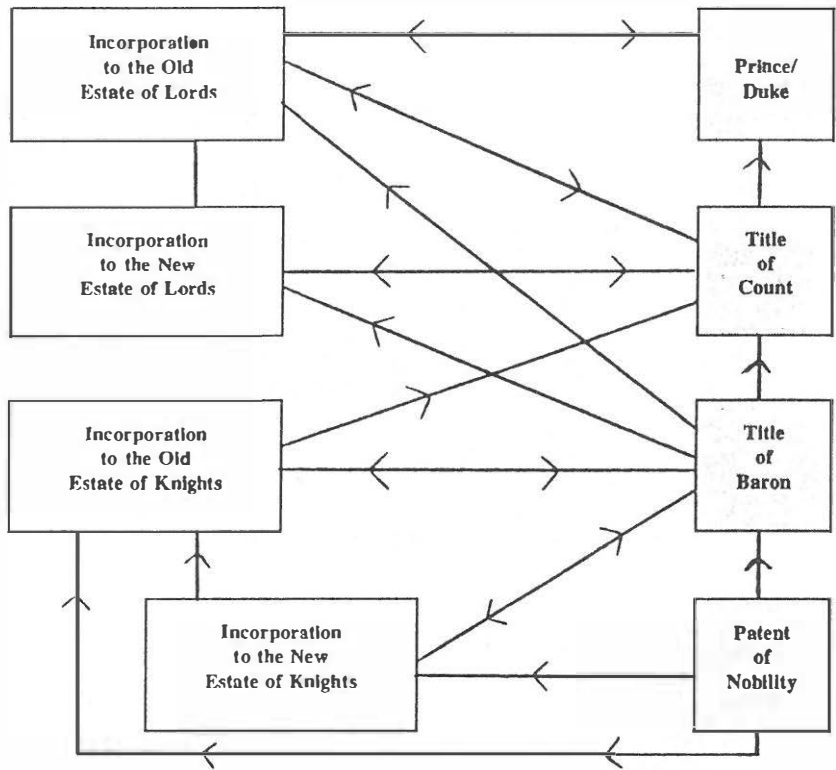 Incorporation
to the Old
Estate of Lords
Prince/
Duke
Incorporation
to the New
Estate of Lords
Title
of
Count
Incorporation
to the Old
Estate of Knights
Title
of
Baron
Incorporation
to the New
Estate of Knights
Patent
of
Nobility